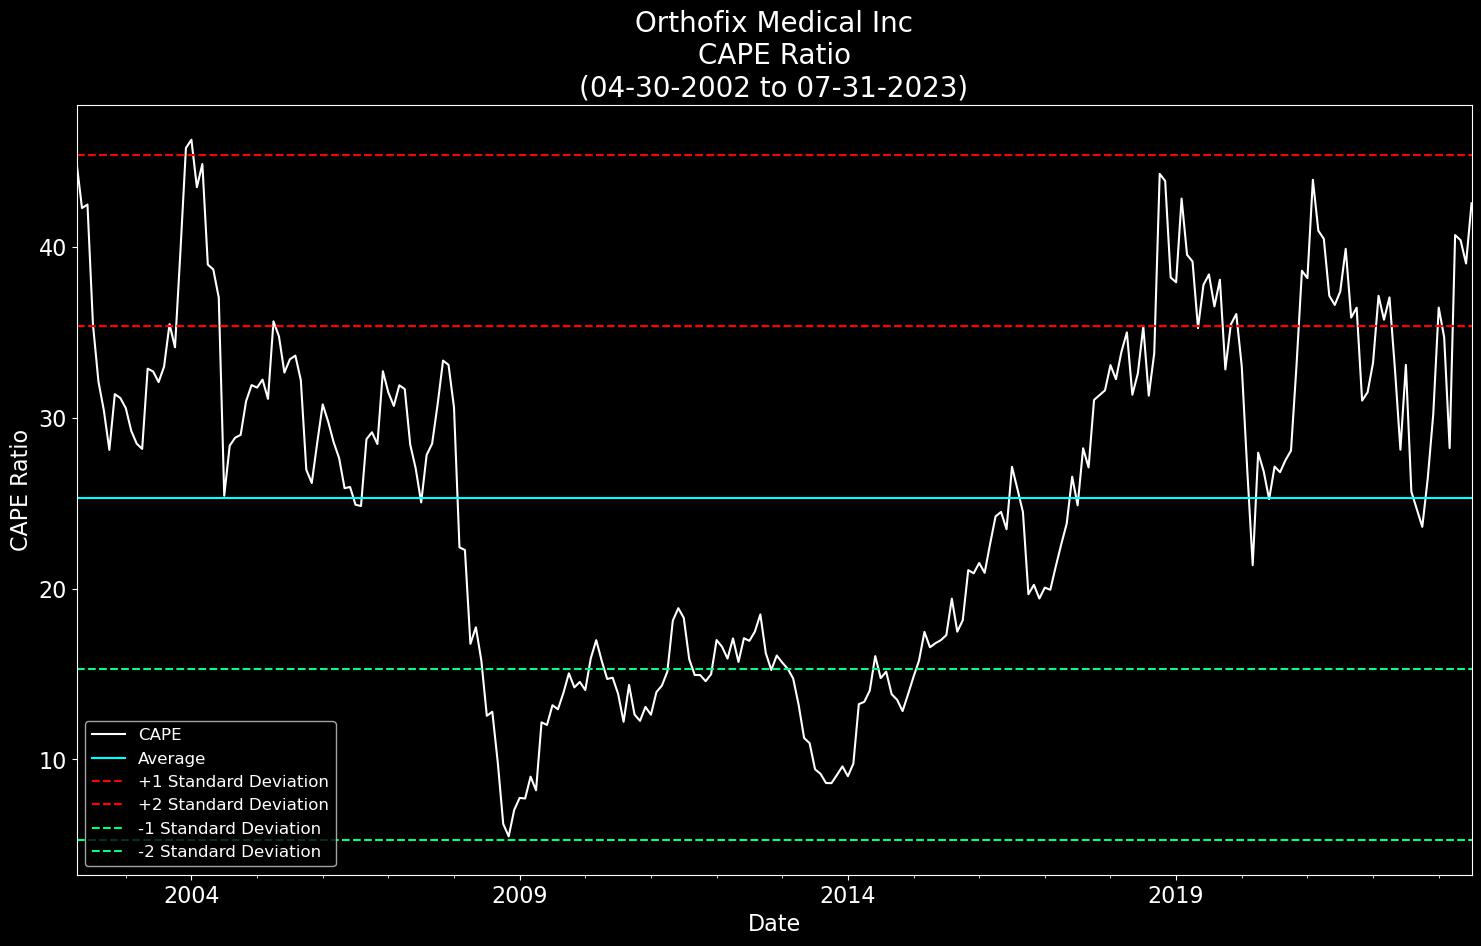 Orthofix Medical Inc
CAPE Ratio
(04-30-2002 to 07-31-2023)
40
30
20
10
CAPE Ratio
CAPE
Average
+1 Standard Deviation
+2 Standard Deviation
-1 Standard Deviation
-2 Standard Deviation
2004
2009
2014
2019
Date